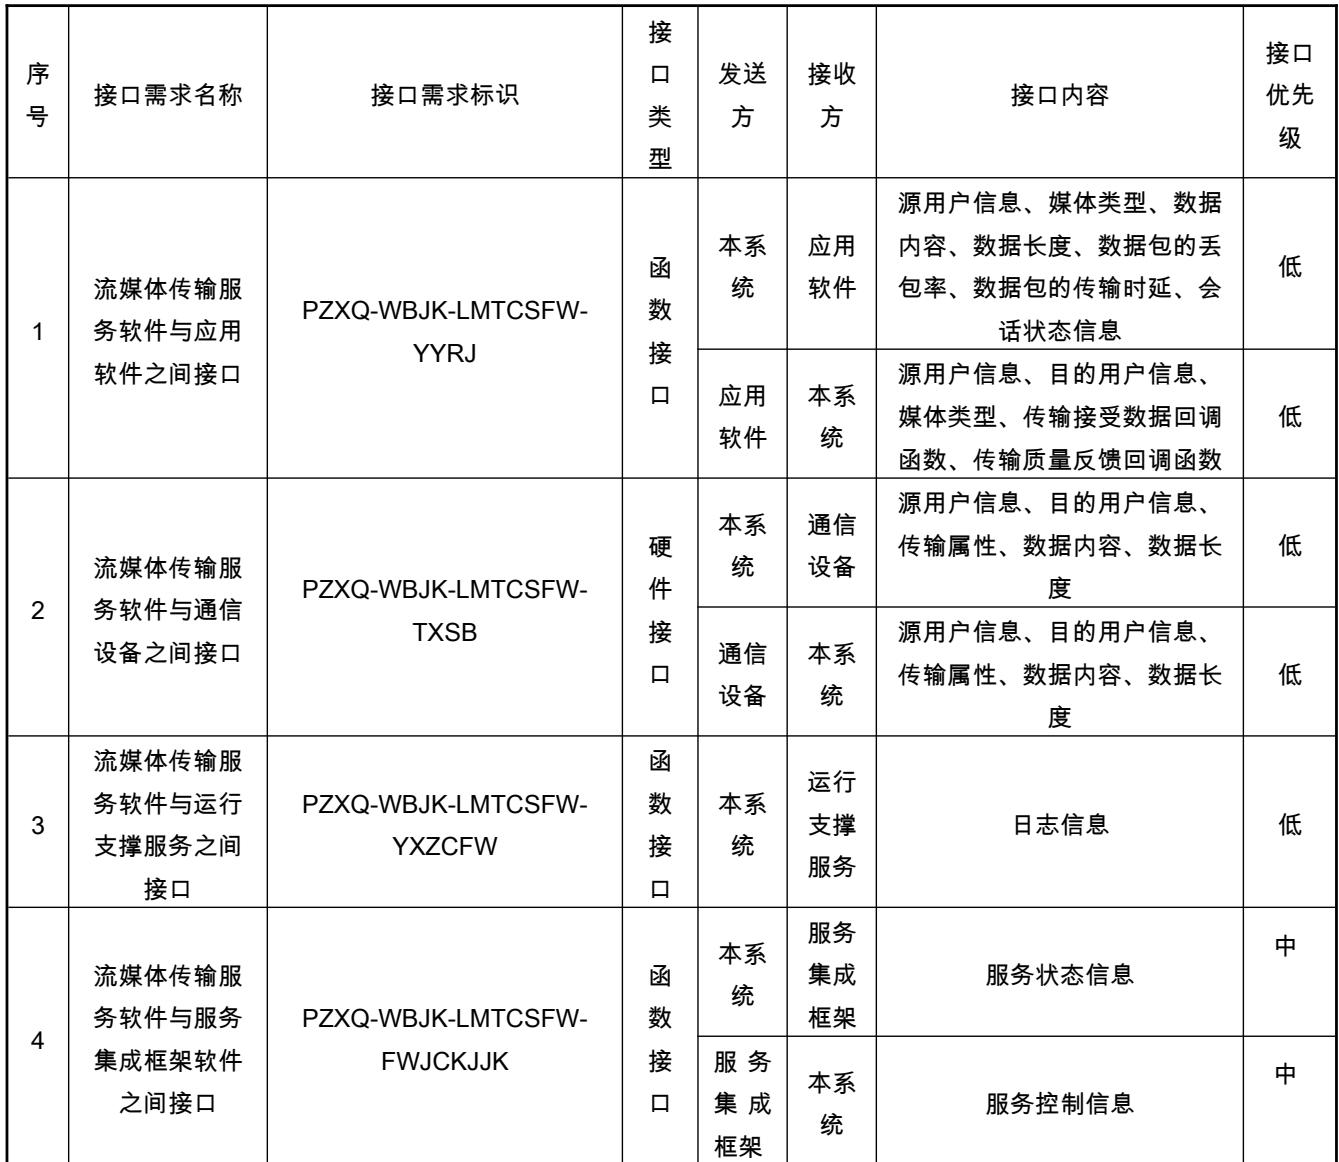 序号
接口需求名称
接口需求标识
接口类型
发送方
接收方
接口内容
接口优先级
1
流媒体传输服
务软件与应用
软件之间接口
PZXQ-WBJK-LMTCSFW-
YYRJ
函数接口
本系
统
应用
软件
源用户信息、媒体类型、数据
内容、数据长度、数据包的丢
包率、数据包的传输时延、会
话状态信息
低
应用
软件
本系
统
源用户信息、目的用户信息、
媒体类型、传输接受数据回调
函数、传输质量反馈回调函数
低
2
流媒体传输服
务软件与通信
设备之间接口
PZXQ-WBJK-LMTCSFW-
TXSB
硬件接口
本系
统
通信
设备
源用户信息、目的用户信息、
传输属性、数据内容、数据长
度
低
通信
设备
本系
统
源用户信息、目的用户信息、
传输属性、数据内容、数据长
度
低
3
流媒体传输服
务软件与运行
支撑服务之间
接口
PZXQ-WBJK-LMTCSFW-
YXZCFW
函数接口
本系
统
运行
支撑
服务
日志信息
低
4
流媒体传输服
务软件与服务
集成框架软件
之间接口
PZXQ-WBJK-LMTCSFW-
FWJCKJJK
函数接口
本系
统
服务
集成
框架
服务状态信息
中
服 务
集 成
框架
本系
统
服务控制信息
中